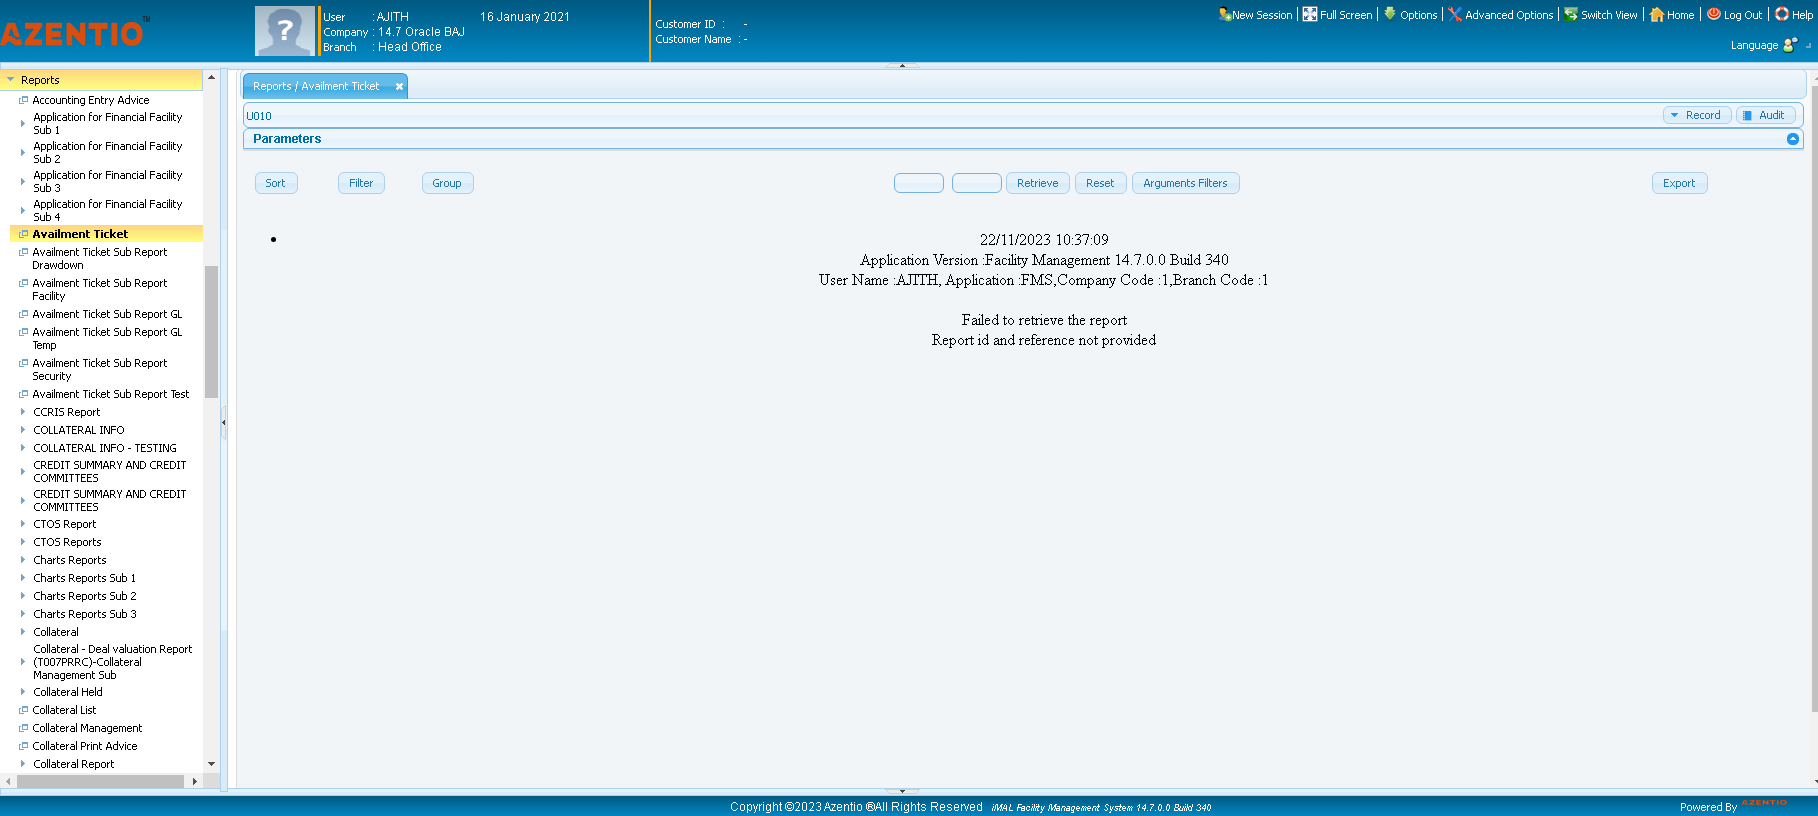 AZENTIO™
User : AJITH 16 January 2021
Company : 14.7 Oracle BAJ
Branch : Head Office
Customer ID : -
Customer Name : -
New Session Full Screen Options Advanced Options Switch View Home Log Out Help
Language
Reports
Accounting Entry Advice
Application for Financial Facility
Sub 1
Application for Financial Facility
Sub 2
Application for Financial Facility
Sub 3
Application for Financial Facility
Sub 4
Availment Ticket
Availment Ticket Sub Report
Drawdown
Availment Ticket Sub Report
Facility
Availment Ticket Sub Report GL
Availment Ticket Sub Report GL
Temp
Availment Ticket Sub Report
Security
Availment Ticket Sub Report Test
CCRIS Report
COLLATERAL INFO
COLLATERAL INFO - TESTING
CREDIT SUMMARY AND CREDIT
COMMITTEES
CREDIT SUMMARY AND CREDIT
COMMITTEES
CTOS Report
CTOS Reports
Charts Reports
Charts Reports Sub 1
Charts Reports Sub 2
Charts Reports Sub 3
Collateral
Collateral - Deal valuation Report
(T007PRRC)-Collateral
Management Sub
Collateral Held
Collateral List
Collateral Management
Collateral Print Advice
Collateral Report
Reports / Availment Ticket
U010
Record Audit
Parameters
Sort Filter Group Retrieve Reset Arguments Filters Export
22/11/2023 10:37:09
Application Version :Facility Management 14.7.0.0 Build 340
User Name :AJITH, Application :FMS,Company Code :1,Branch Code :1
Failed to retrieve the report
Report id and reference not provided
Copyright ©2023 Azentio ®All Rights Reserved iMAL Facility Management System 14.7.0.0 Build 340
Powered By AZENTIO